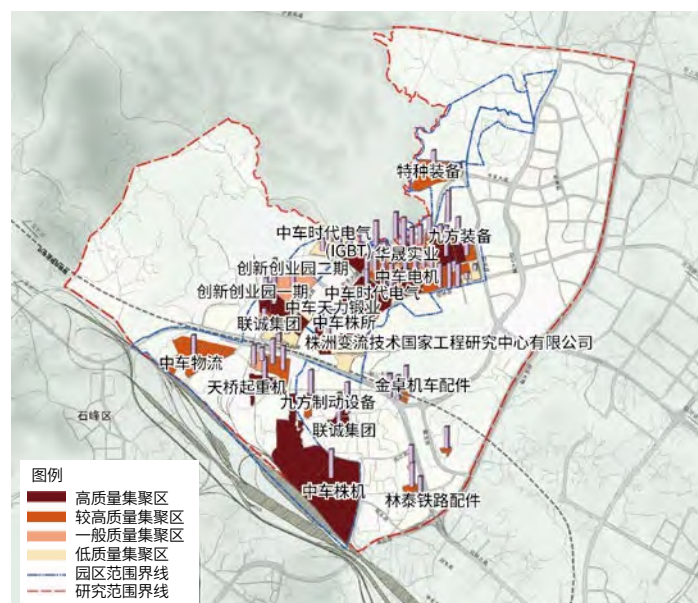 特种装备
中车时代电气
(IGBT)
华晟实业
九方装备
创新创业园二期
中车电机
创新创业园一期
中车时代电气
中车天力锻业
联诚集团
中车株所
株洲变流技术国家工程研究中心有限公司
中车物流
天桥起重机
金卓机车配件
九方制动设备
石峰区
联诚集团
中车株机
林泰铁路配件
图例
高质量集聚区
较高质量集聚区
一般质量集聚区
低质量集聚区
园区范围界线
研究范围界线